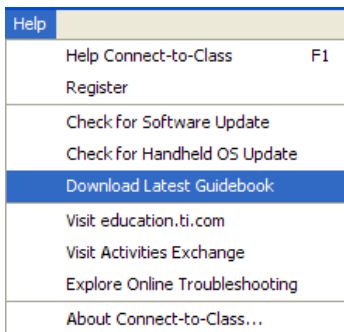 Help
Help Connect-to-Class F1
Register
Check for Software Update
Check for Handheld OS Update
Download Latest Guidebook
Visit education.ti.com
Visit Activities Exchange
Explore Online Troubleshooting
About Connect-to-Class...